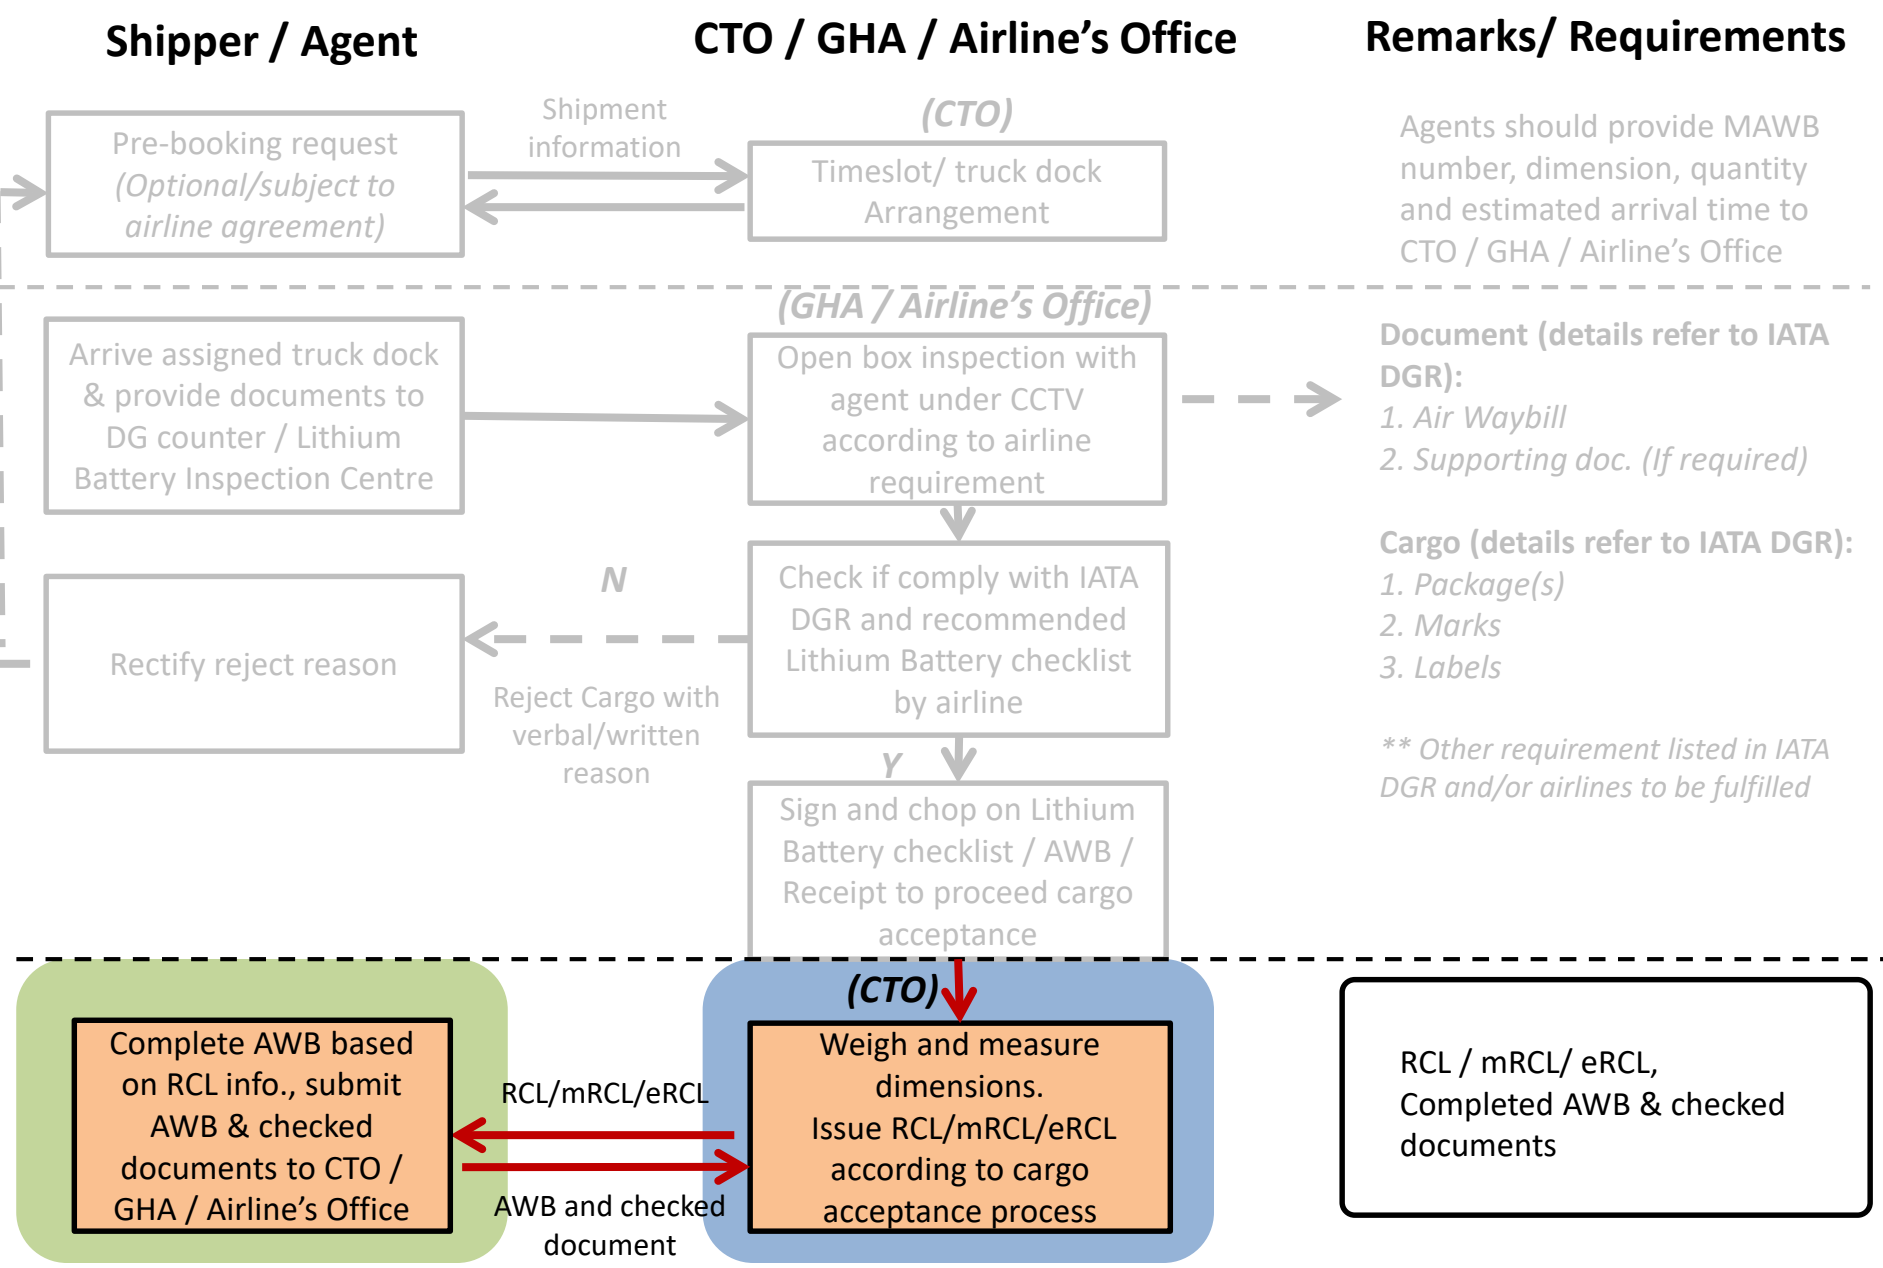 Shipper / Agent
CTO / GHA / Airline's Office
Remarks/ Requirements
Pre-booking request
(Optional/subject to
airline agreement)
Shipment
information
(CTO)
Timeslot/ truck dock
Arrangement
Agents should provide MAWB
number, dimension, quantity
and estimated arrival time to
CTO / GHA / Airline's Office
Arrive assigned truck dock
& provide documents to
DG counter / Lithium
Battery Inspection Centre
(GHA / Airline's Office)
Open box inspection with
agent under CCTV
according to airline
requirement
Document (details refer to IATA
DGR):
1. Air Waybill
2. Supporting doc. (If required)
Cargo (details refer to IATA DGR):
1. Package(s)
2. Marks
3. Labels
** Other requirement listed in IATA
DGR and/or airlines to be fulfilled
Rectify reject reason
N
Reject Cargo with
verbal/written
reason
Check if comply with IATA
DGR and recommended
Lithium Battery checklist
by airline
Y
Sign and chop on Lithium
Battery checklist / AWB /
Receipt to proceed cargo
acceptance
Complete AWB based
on RCL info., submit
AWB & checked
documents to CTO /
GHA / Airline's Office
RCL/mRCL/eRCL
AWB and checked
document
(CTO)
Weigh and measure
dimensions.
Issue RCL/mRCL/eRCL
according to cargo
acceptance process
RCL / mRCL/ eRCL,
Completed AWB & checked
documents